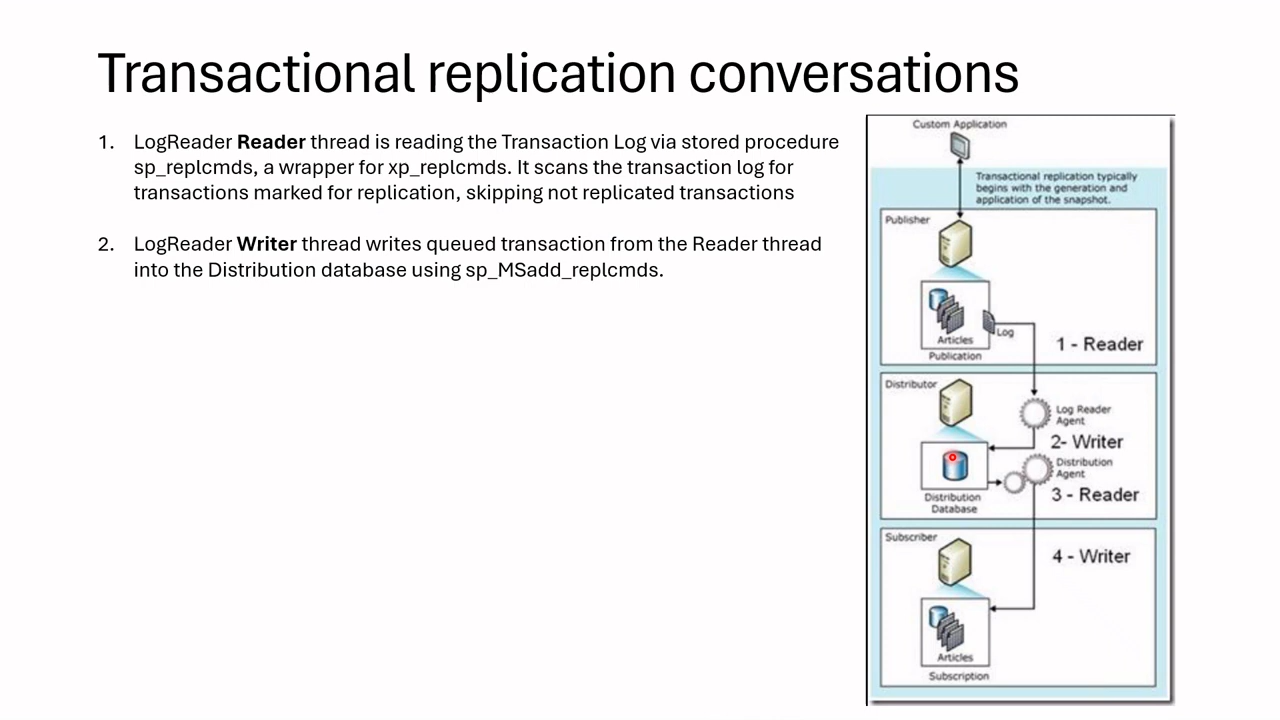 Transactional replication conversations
1. LogReader Reader thread is reading the Transaction Log via stored procedure
sp_replcmds, a wrapper for xp_replcmds. It scans the transaction log for
transactions marked for replication, skipping not replicated transactions
2. LogReader Writer thread writes queued transaction from the Reader thread
into the Distribution database using sp_MSadd_replcmds.
Custom Application
Transactional replication typically
begins with the generation and
application of the snapshot.
Publisher
Log
Articles
1 - Reader
Publication
Distributor
Log Reader
Agent
2- Writer
Distribution
Agent
3 - Reader
Distribution
Database
Subscriber
4 - Writer
Articles
Subscription